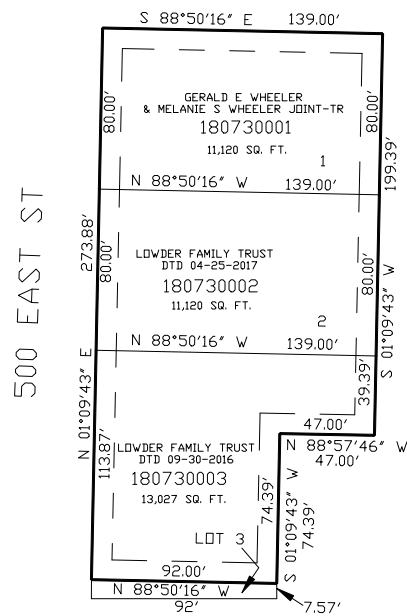 S 88°50'16" E 139.00'
80.00'
GERALD E WHEELER
& MELANIE S WHEELER JOINT-TR
180730001
11,120 SQ. FT.
80.00'
199.39'
1
N 88°50'16" W 139.00'
500 EAST ST
273.88'
80.00'
LOWDER FAMILY TRUST
DTD 04-25-2017
180730002
11,120 SQ. FT.
80.00'
S 01°09'43" W
2
N 88°50'16" W 139.00'
N 01°09'43" E
39.39'
47.00'
N 88°57'46" W
47.00'
113.87'
LOWDER FAMILY TRUST
DTD 09-30-2016
180730003
13,027 SQ. FT.
74.39'
S 01°09'43" W
74.39'
LOT 3
92.00'
N 88°50'16" W
92'
7.57'